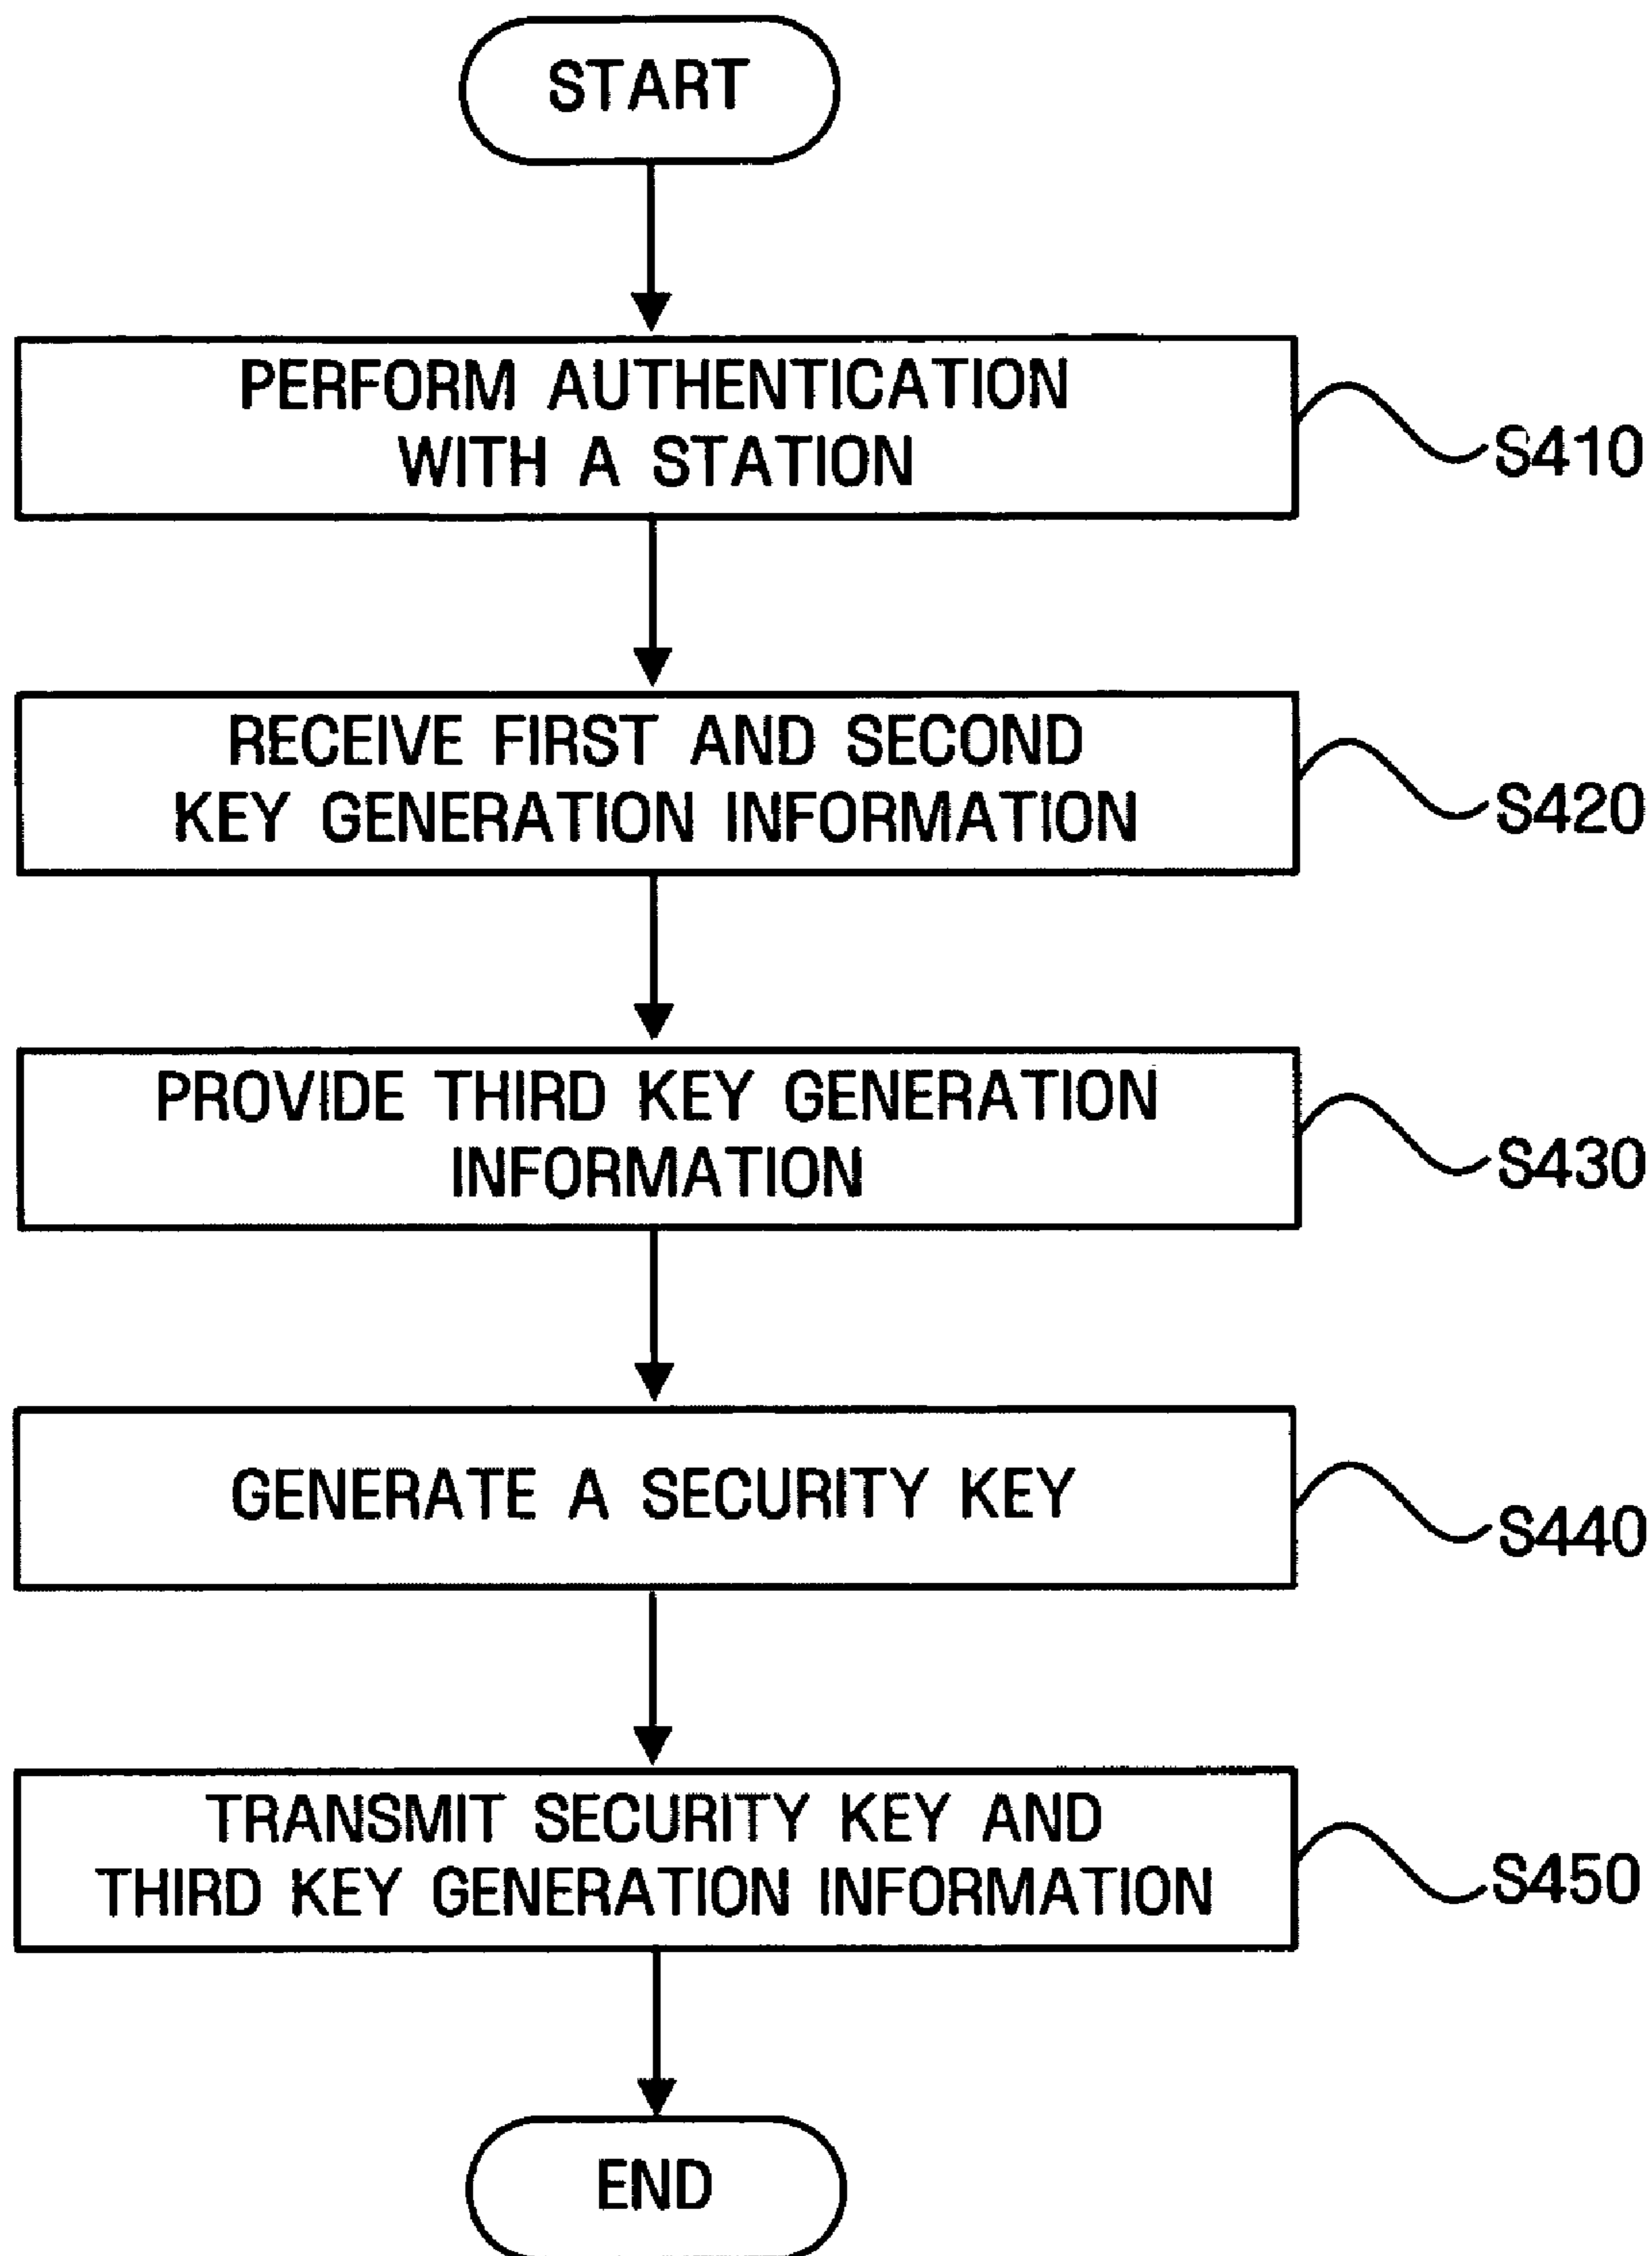 START
PERFORM AUTHENTICATION
WITH A STATION
S410
RECEIVE FIRST AND SECOND
KEY GENERATION INFORMATION
S420
PROVIDE THIRD KEY GENERATION
INFORMATION
S430
GENERATE A SECURITY KEY
S440
TRANSMIT SECURITY KEY AND
THIRD KEY GENERATION INFORMATION
S450
END